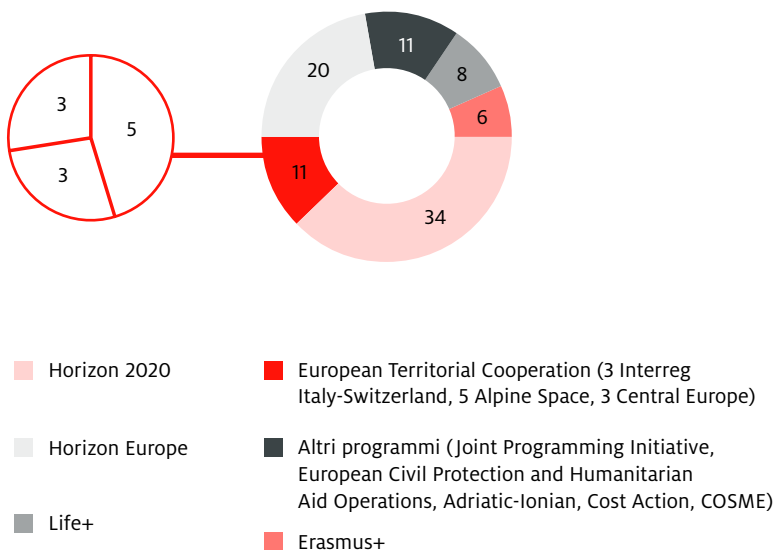 11
20
8
3
5
6
3
11
34
Horizon 2020
European Territorial Cooperation (3 Interreg
Italy-Switzerland, 5 Alpine Space, 3 Central Europe)
Horizon Europe
Altri programmi (Joint Programming Initiative,
European Civil Protection and Humanitarian
Aid Operations, Adriatic-Ionian, Cost Action, COSME)
Life+
Erasmus+